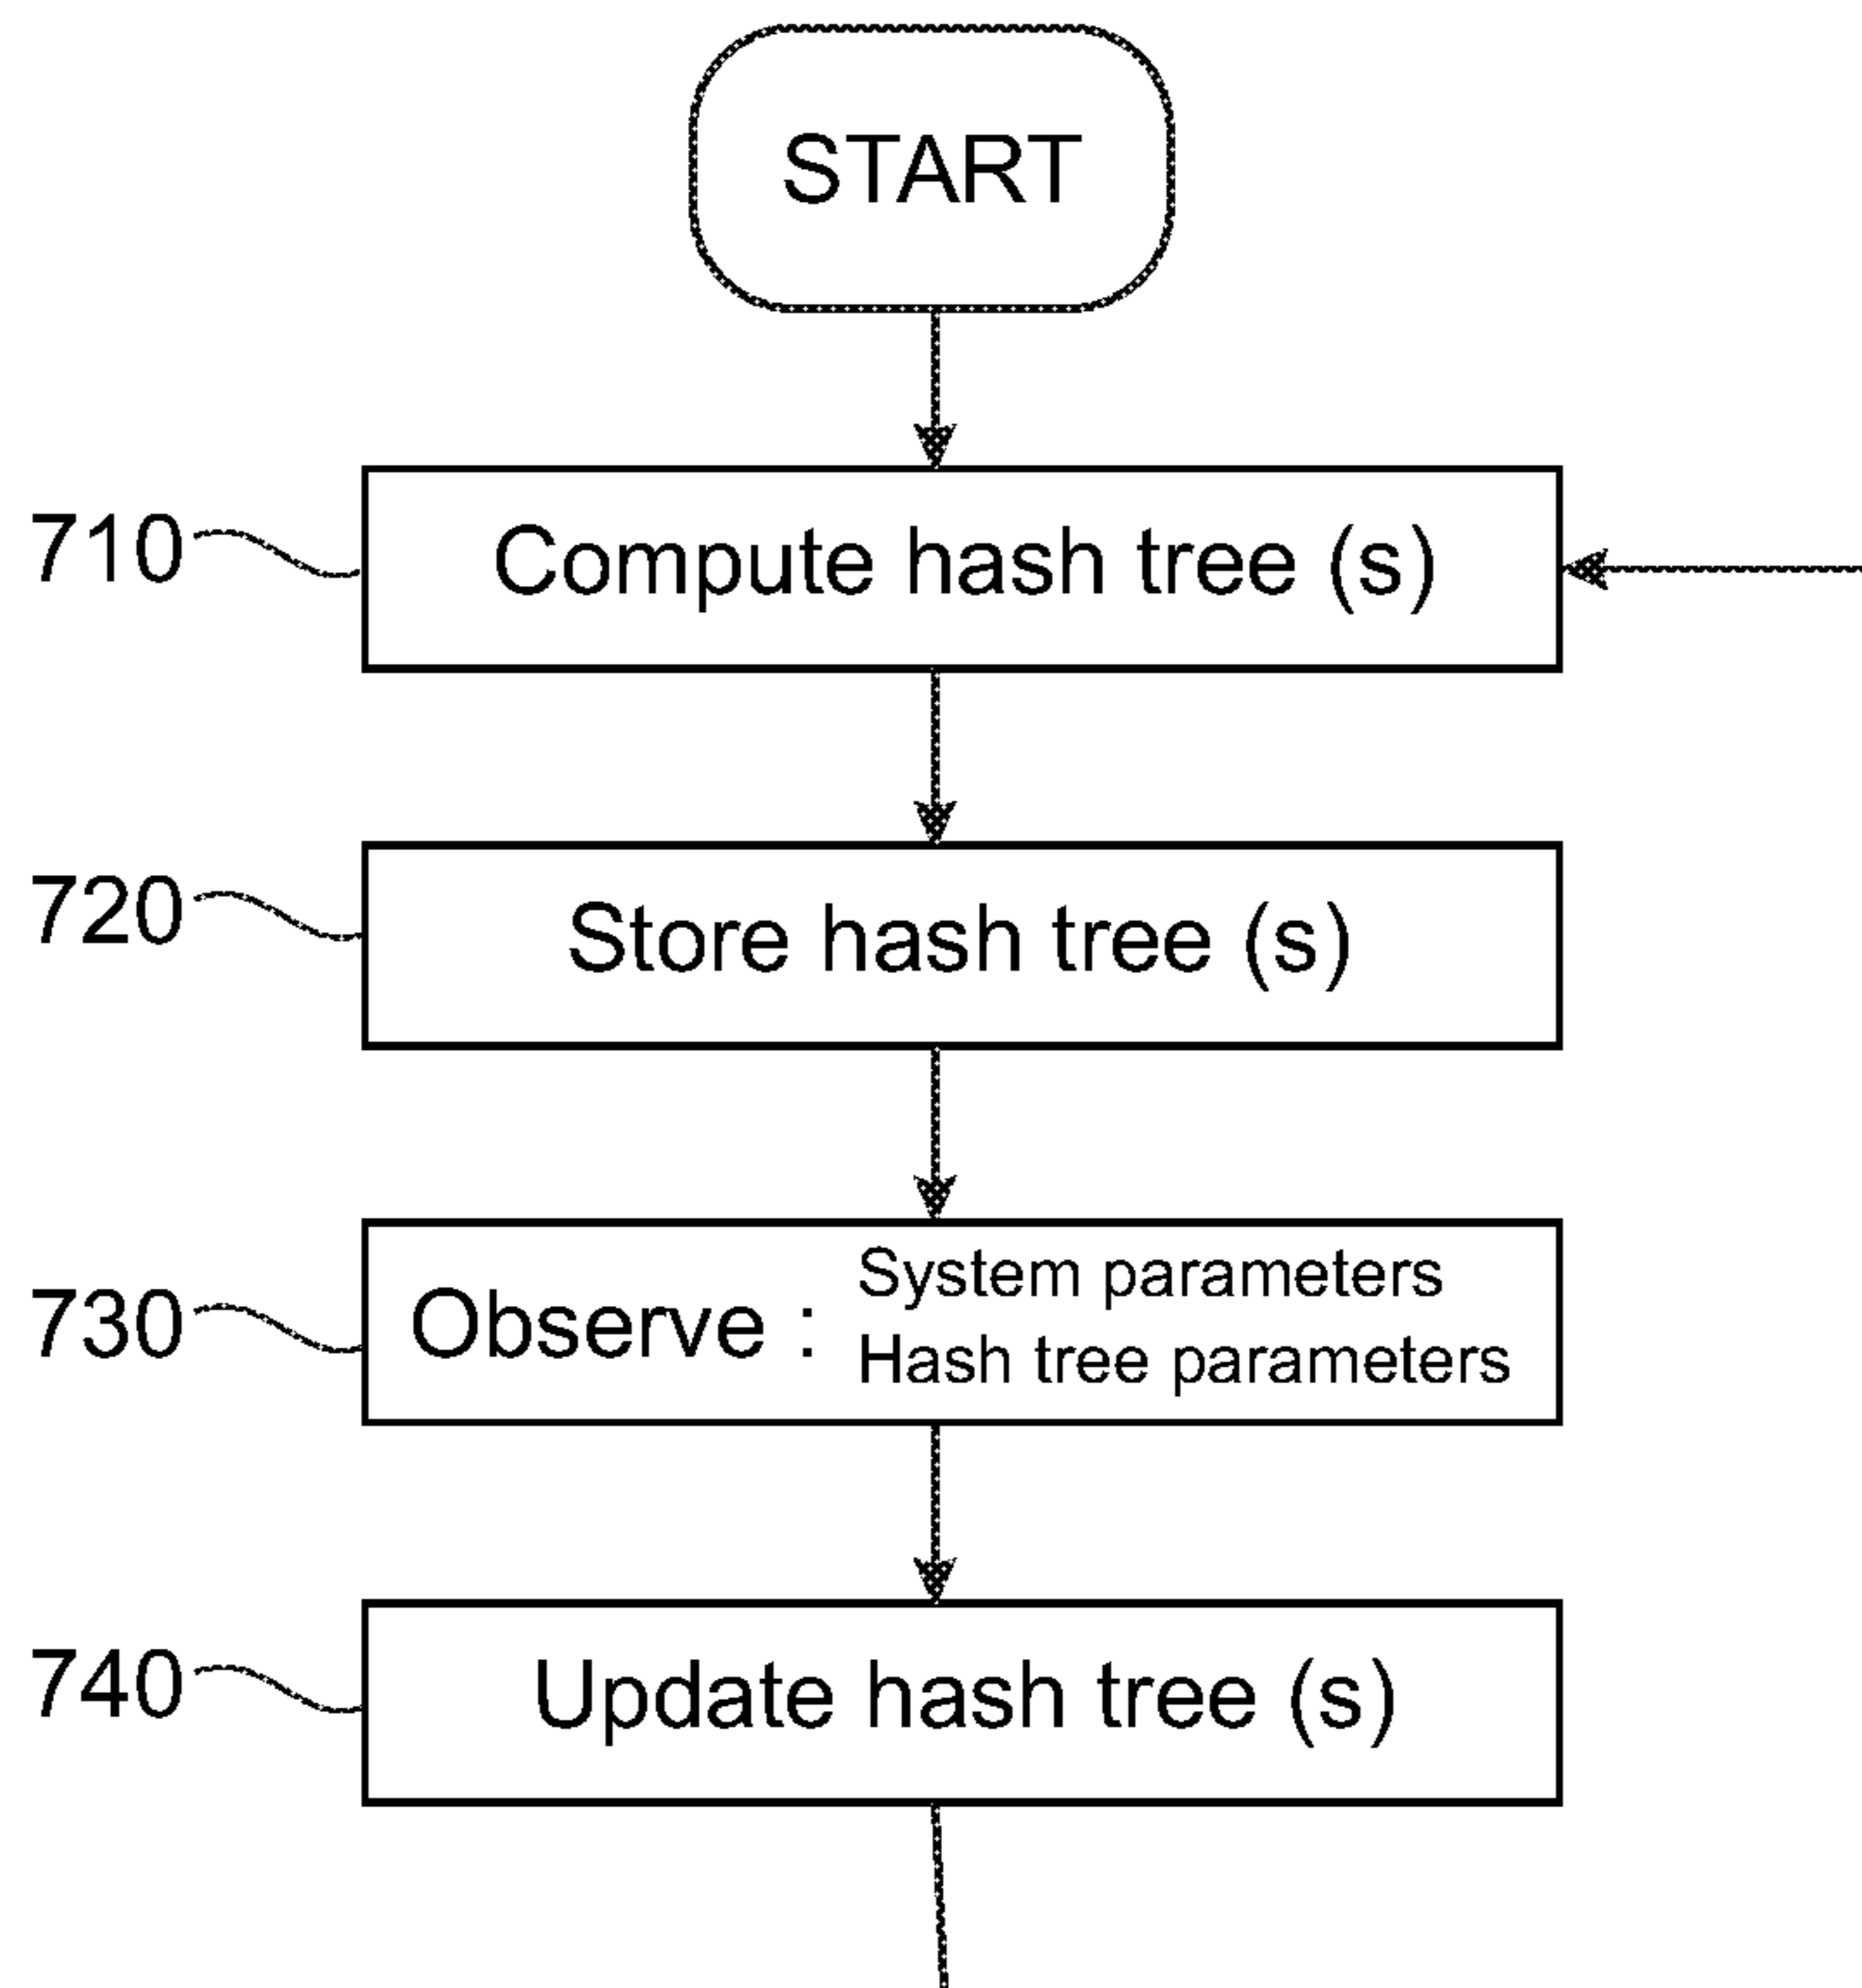 START
710 Compute hash tree (s)
720 Store hash tree (s)
730 Observe : System parameters
Hash tree parameters
740 Update hash tree (s)